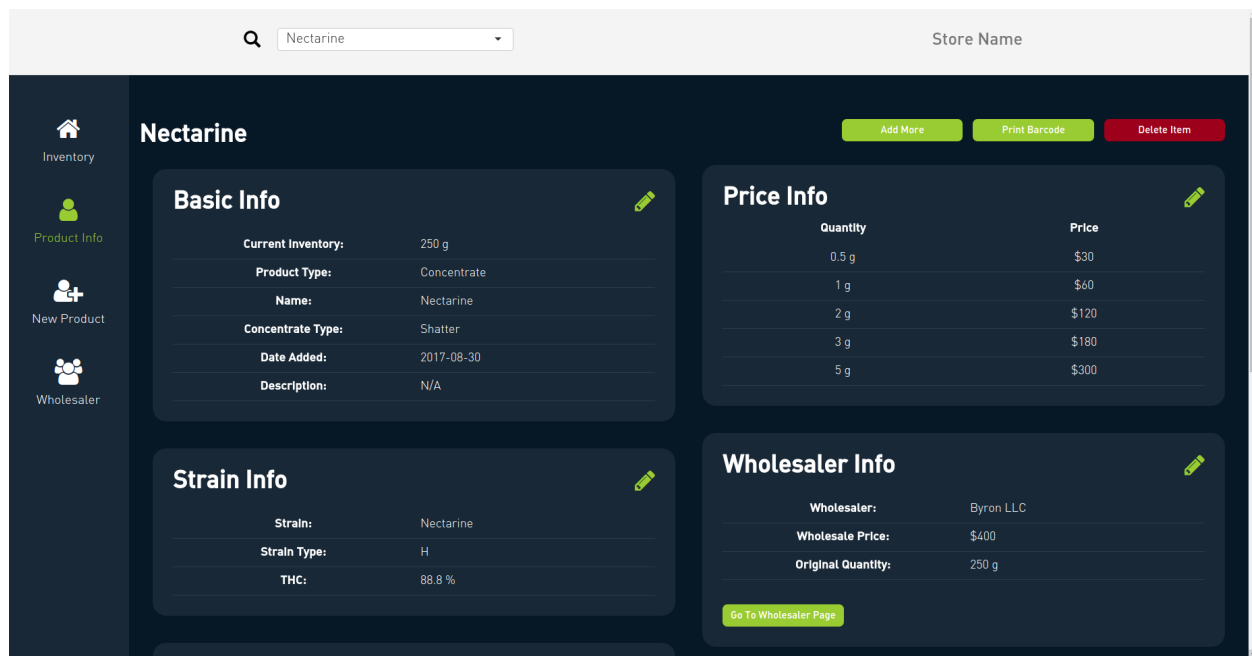 Nectarine
Store Name
Inventory
Product Info
New Product
Wholesaler
Nectarine
Add More
Print Barcode
Delete Item
Basic Info
Current Inventory: 250 g
Product Type: Concentrate
Name: Nectarine
Concentrate Type: Shatter
Date Added: 2017-08-30
Description: N/A
Strain Info
Strain: Nectarine
Strain Type: H
THC: 88.8 %
Price Info
Quantity Price
0.5 g $30
1 g $60
2 g $120
3 g $180
5 g $300
Wholesaler Info
Wholesaler: Byron LLC
Wholesale Price: $400
Original Quantity: 250 g
Go To Wholesaler Page